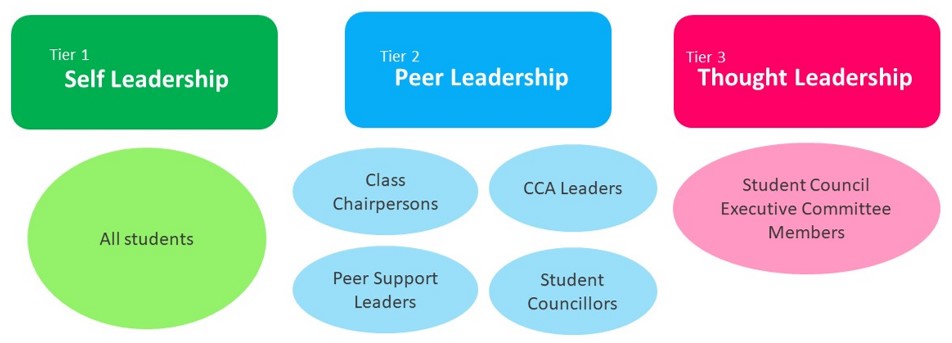 Tier 1
Self Leadership
Tier 2
Peer Leadership
Tier 3
Thought Leadership
All students
Class
Chairpersons
CCA Leaders
Peer Support
Leaders
Student
Councillors
Student Council
Executive Committee
Members